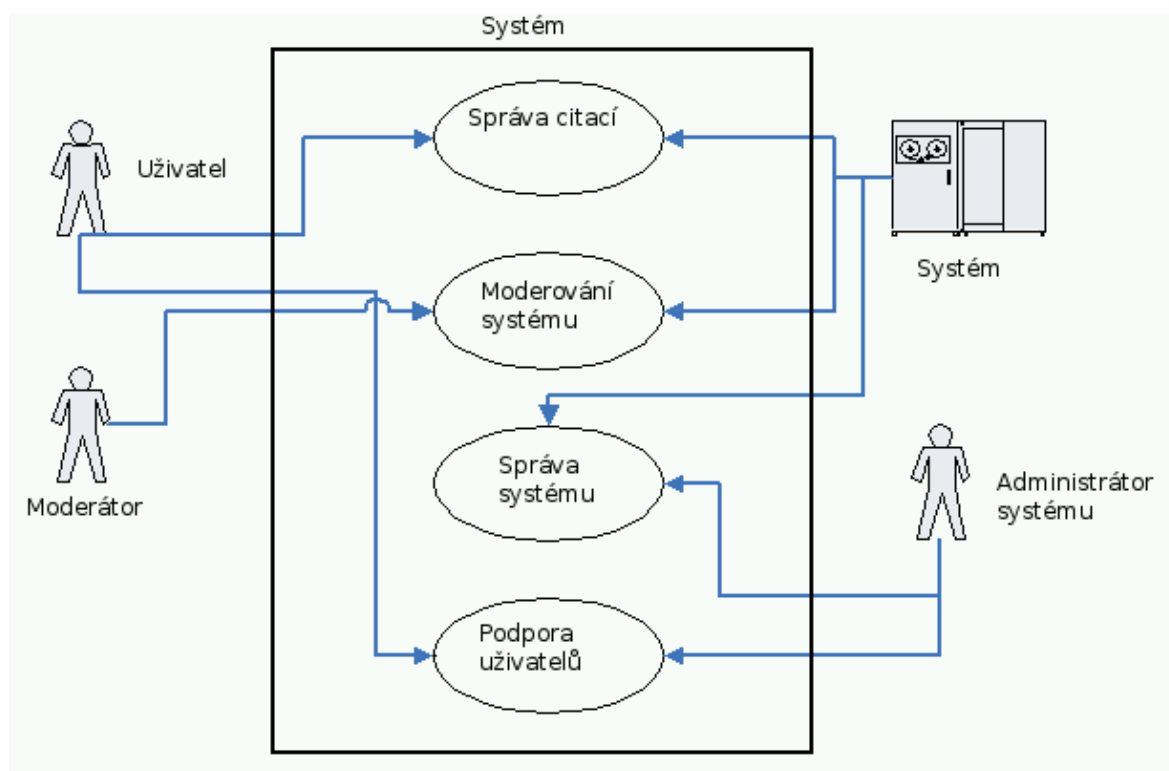 Systém
Správa citací
Uživatel
Systém
Moderování
systému
Moderátor
Správa
systému
Administrátor
systému
Podpora
uživatelů